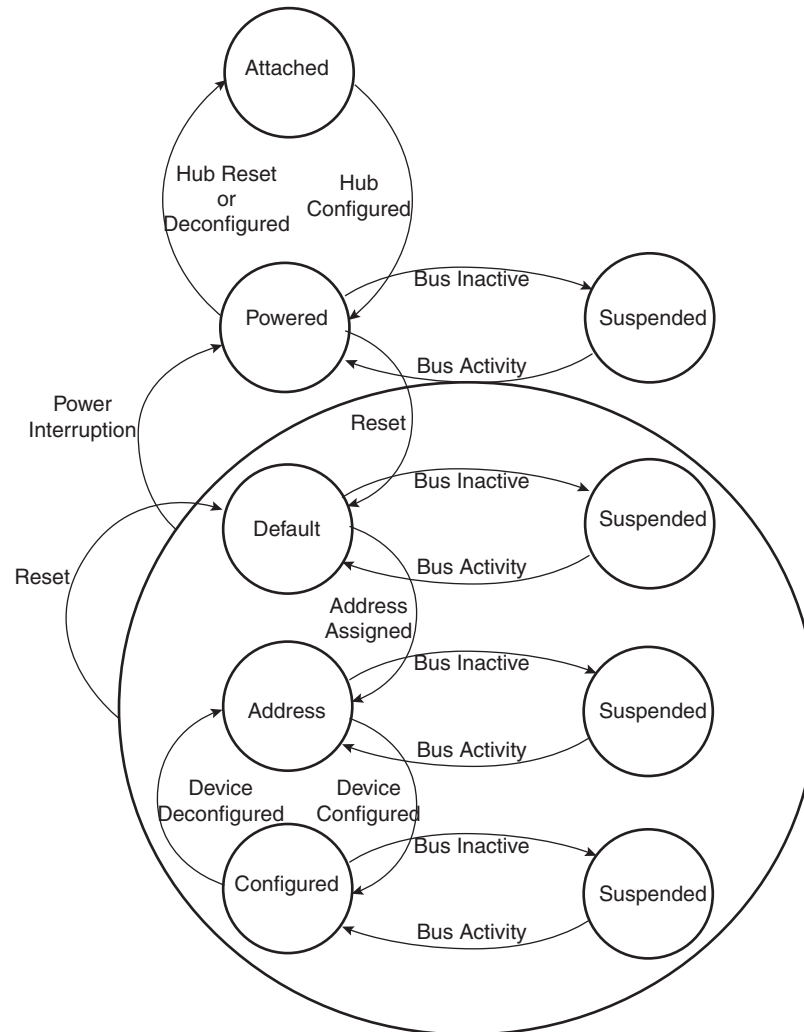 Attached
Hub Reset
or
Deconfigured
Hub
Configured
Powered
Bus Inactive
Suspended
Bus Activity
Power
Interruption
Reset
Default
Bus Inactive
Suspended
Bus Activity
Reset
Address
Assigned
Address
Bus Inactive
Suspended
Bus Activity
Device
Deconfigured
Device
Configured
Configured
Bus Inactive
Suspended
Bus Activity